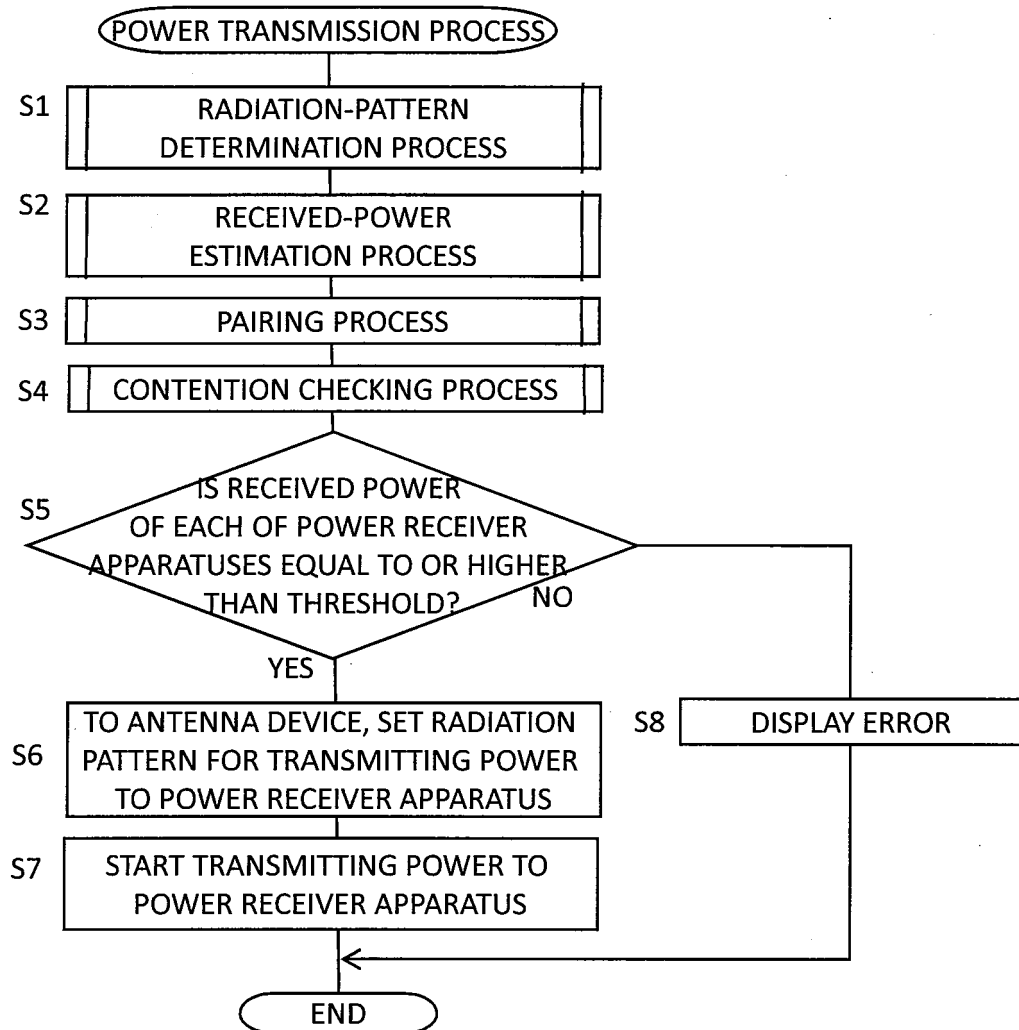 POWER TRANSMISSION PROCESS
S1
RADIATION-PATTERN
DETERMINATION PROCESS
S2
RECEIVED-POWER
ESTIMATION PROCESS
S3
PAIRING PROCESS
S4
CONTENTION CHECKING PROCESS
S5
IS RECEIVED POWER
OF EACH OF POWER RECEIVER
APPARATUSES EQUAL TO OR HIGHER
THAN THRESHOLD?
NO
YES
S6
TO ANTENNA DEVICE, SET RADIATION
PATTERN FOR TRANSMITTING POWER
TO POWER RECEIVER APPARATUS
S8
DISPLAY ERROR
S7
START TRANSMITTING POWER TO
POWER RECEIVER APPARATUS
END